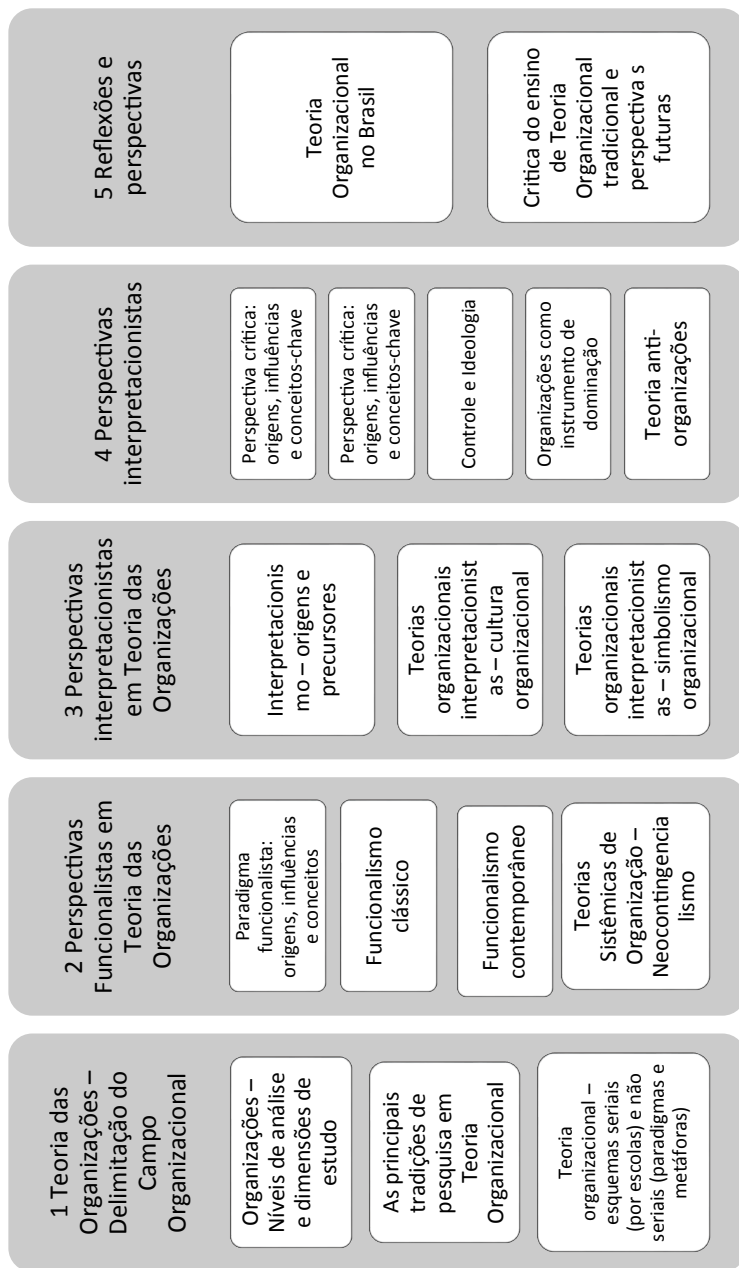 1 Teoria das
Organizações –
Delimitação do
Campo
Organizacional
Organizações –
Níveis de análise
e dimensões de
estudo
As principais
tradições de
pesquisa em
Teoria
Organizacional
Teoria
organizacional –
esquemas seriais
(por escolas) e não
seriais (paradigmas e
metáforas)
2 Perspectivas
Funcionalistas em
Teoria das
Organizações
Paradigma
funcionalista:
origens, influências
e conceitos
Funcionalismo
clássico
Funcionalismo
contemporâneo
Teorias
Sistêmicas de
Organização –
Neocontingencia
lismo
3 Perspectivas
interpretacionistas
em Teoria das
Organizações
Interpretacionis
mo – origens e
precursores
Teorias
organizacionais
interpretacionist
as – cultura
organizacional
Teorias
organizacionais
interpretacionist
as – simbolismo
organizacional
4 Perspectivas
interpretacionistas
Perspectiva crítica:
origens, influências
e conceitos-chave
Perspectiva crítica:
origens, influências
e conceitos-chave
Controle e Ideologia
Organizações como
instrumento de
dominação
Teoria anti-
organizações
5 Reflexões e
perspectivas
Teoria
Organizacional
no Brasil
Critica do ensino
de Teoria
Organizacional
tradicional e
perspectiva s
futuras